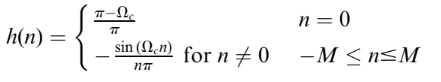 h(n) = { (π−Ω_c)/π    n = 0
− sin (Ω_c n)/(nπ)  for n ≠ 0    −M ≤ n ≤ M